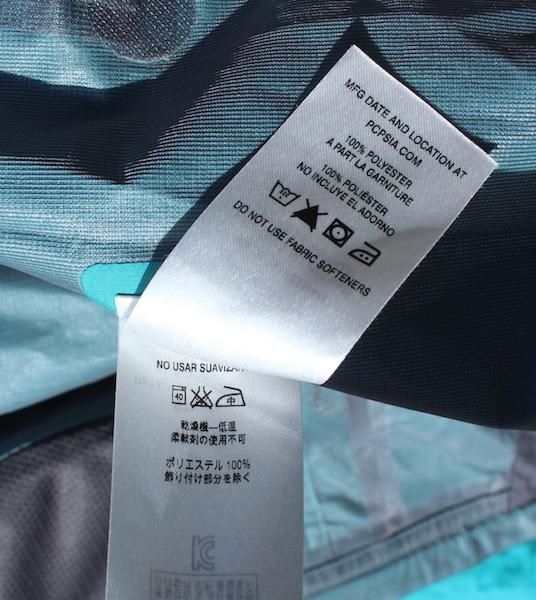 MFG DATE AND LOCATION AT
PCPSIA.COM
100% POLYESTER
A PART LA GARNITURE
100% POLIÉSTER
NO INCLUYE EL ADORNO
DO NOT USE FABRIC SOFTENERS
NO USAR SUAVIZAN
40
中
乾燥機―低温
柔軟剤の使用不可
ポリエステル 100%
飾り付け部分を除く